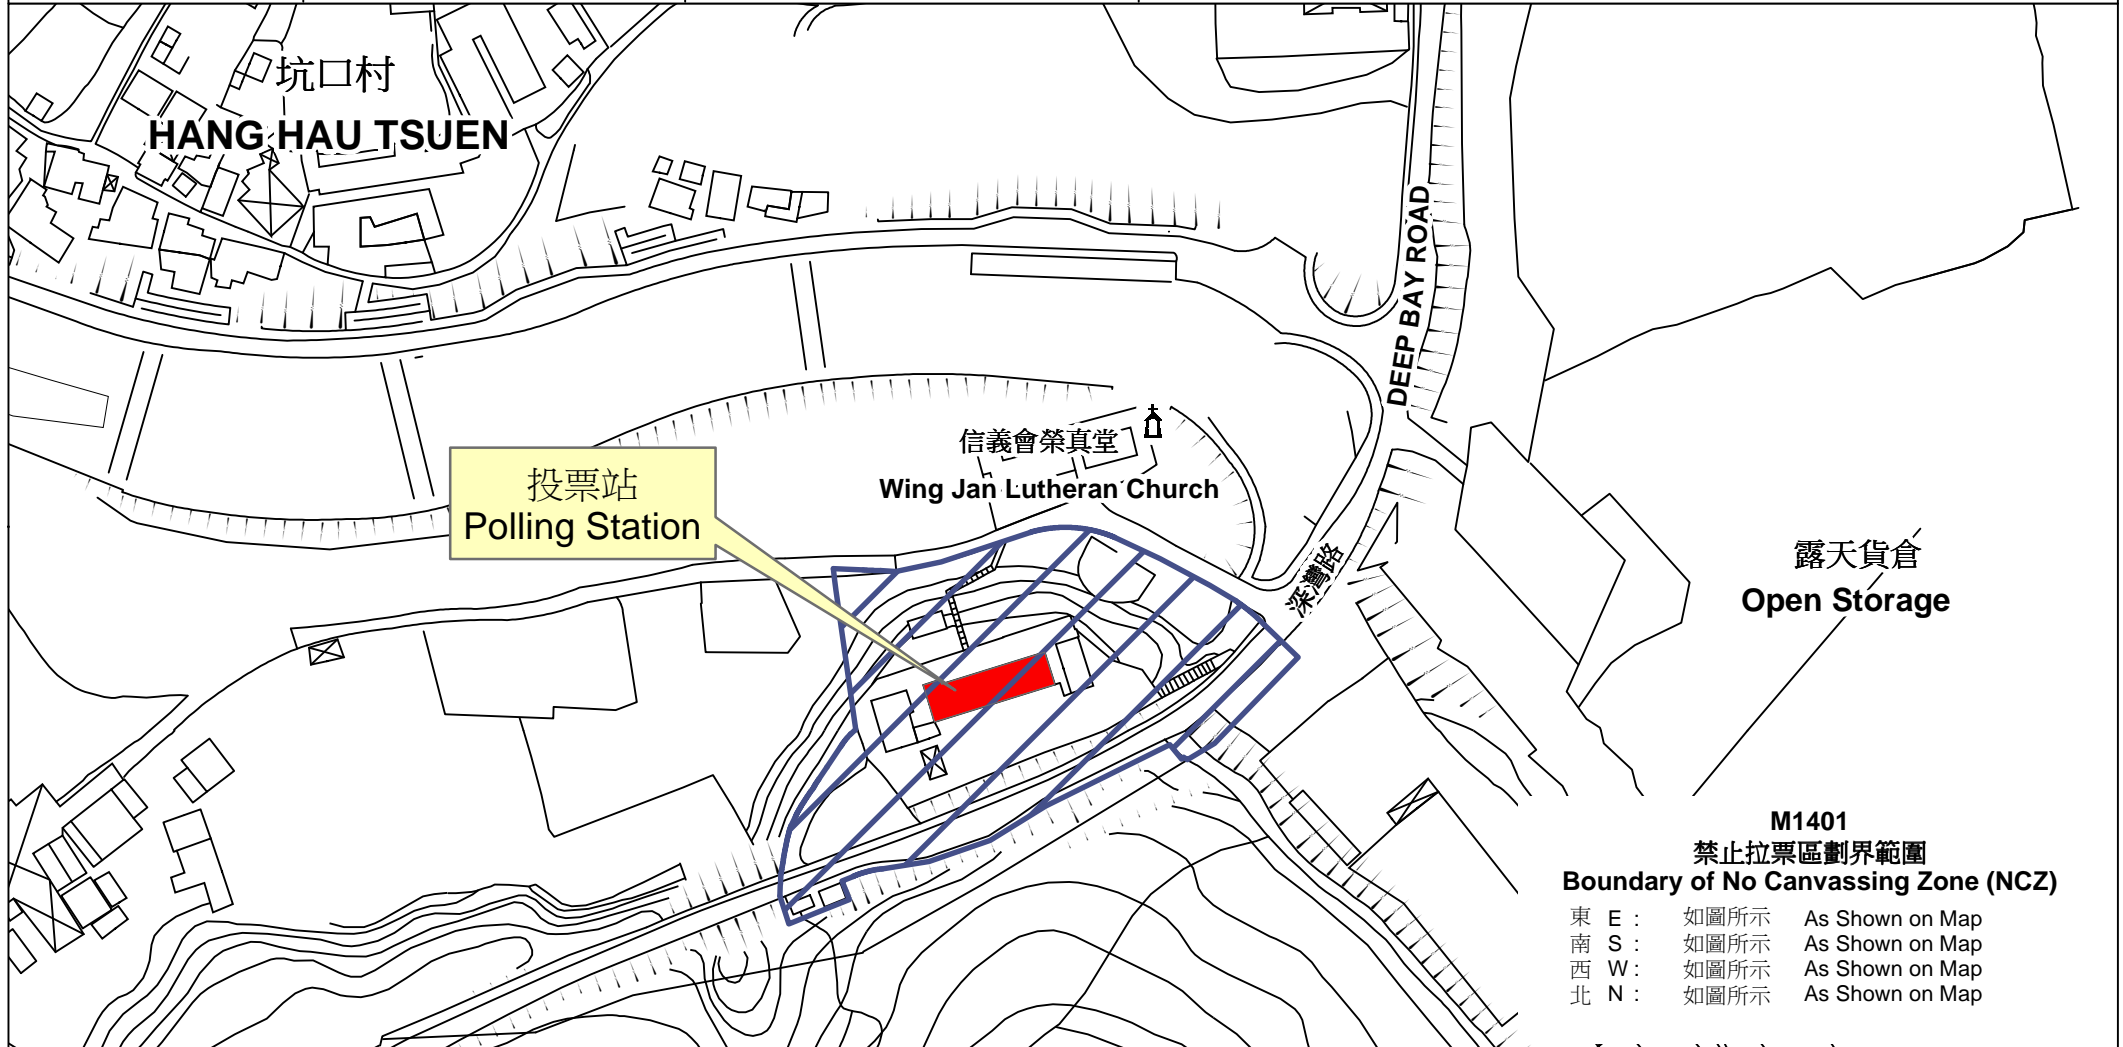 坑口村
HANG HAU TSUEN
DEEP BAY ROAD
信義會榮真堂
Wing Jan Lutheran Church
投票站
Polling Station
深灣路
露天貨倉
Open Storage
M1401
禁止拉票區劃界範圍
Boundary of No Canvassing Zone (NCZ)
東 E : 如圖所示 As Shown on Map
南 S : 如圖所示 As Shown on Map
西 W : 如圖所示 As Shown on Map
北 N : 如圖所示 As Shown on Map